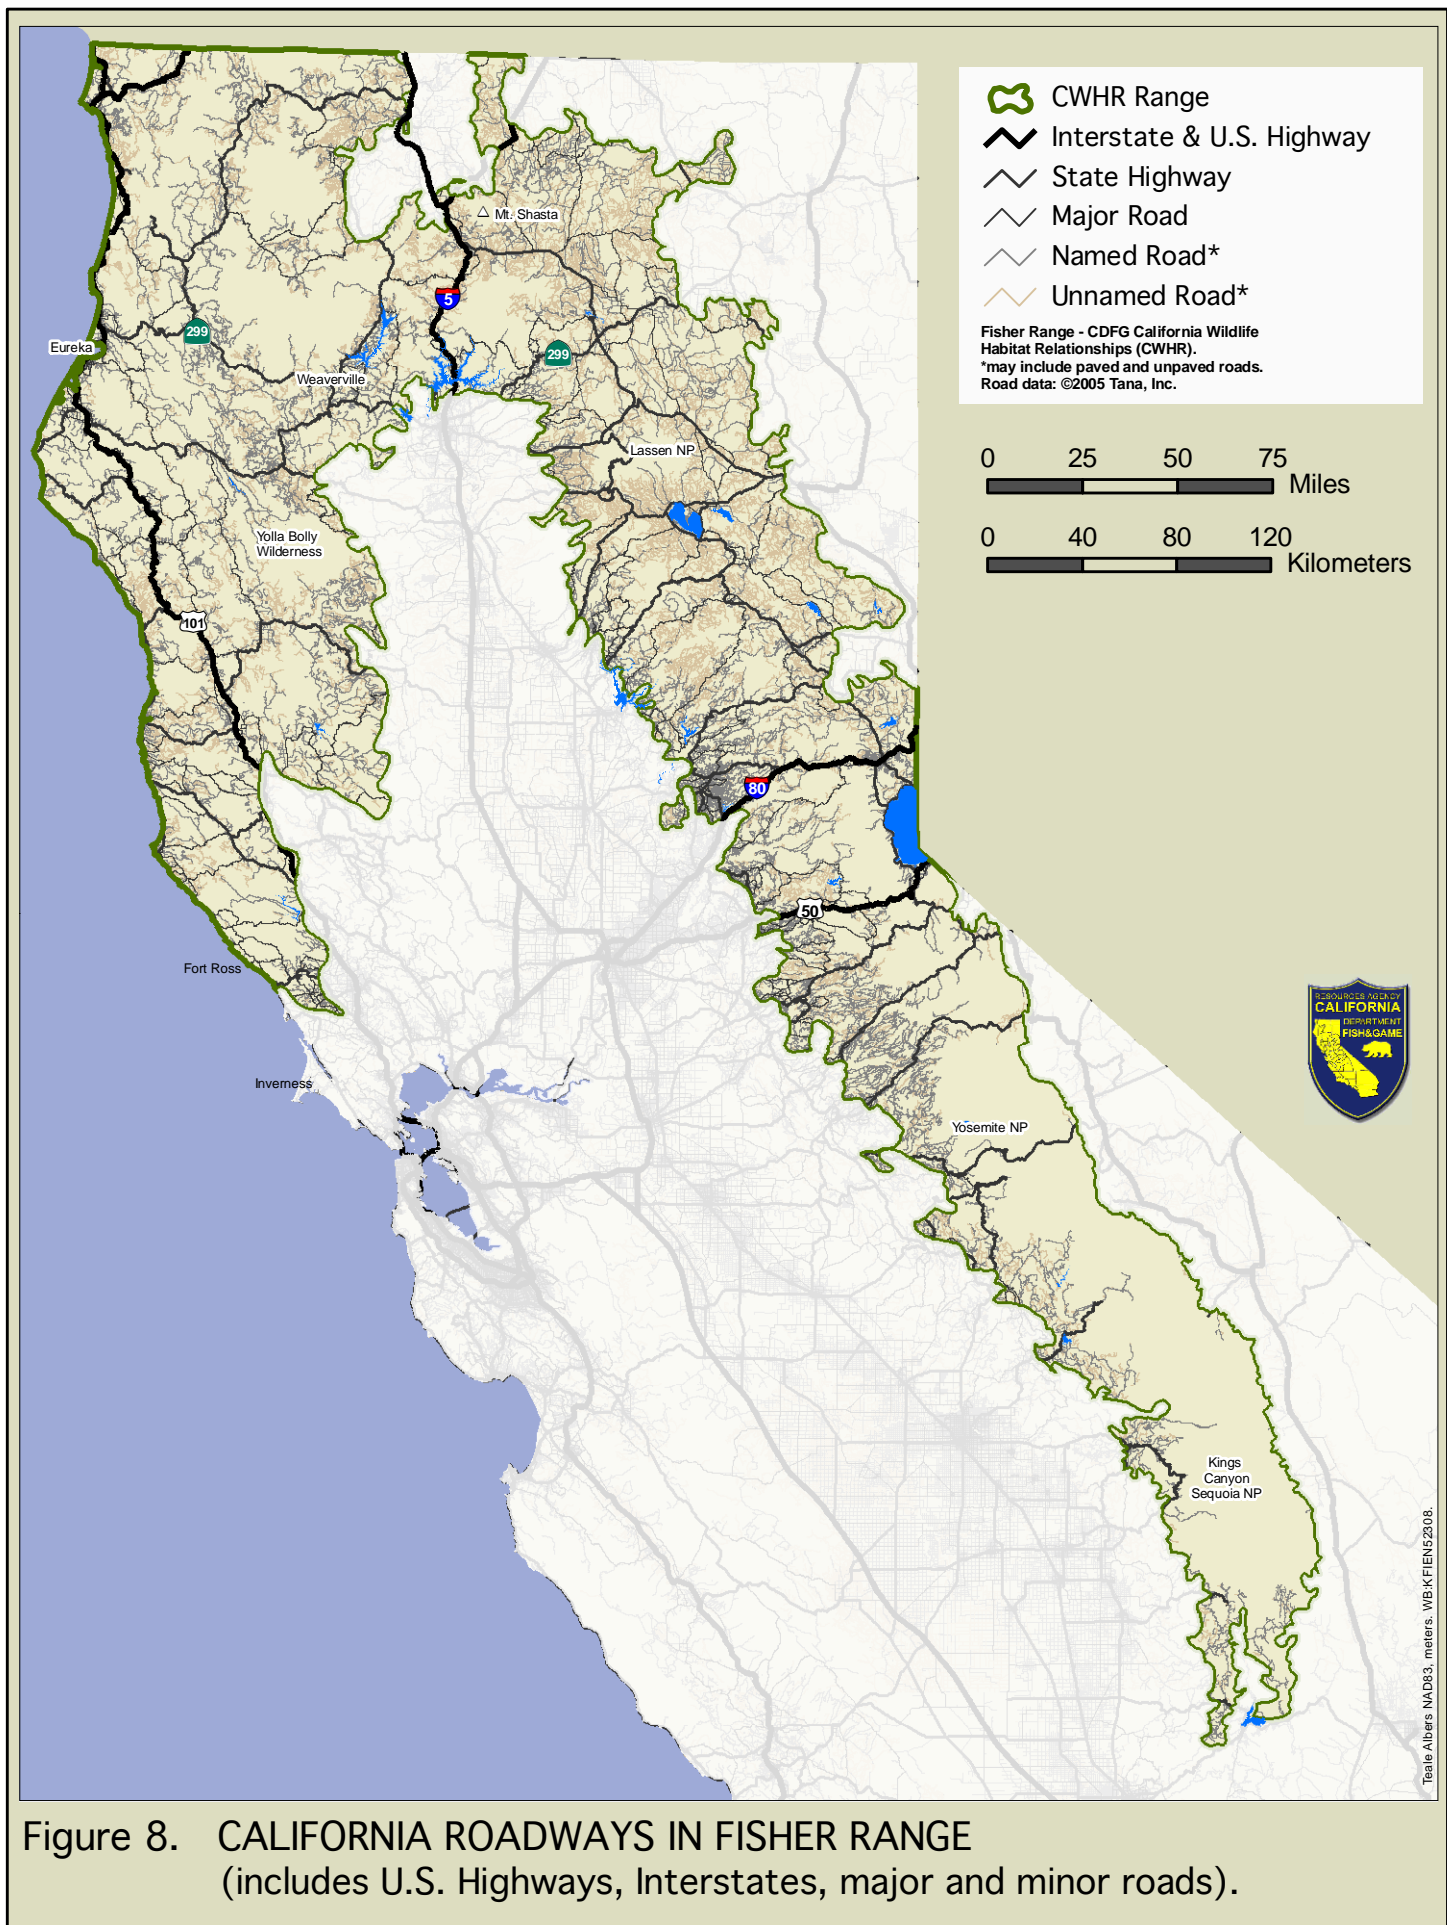 CWHR Range
Interstate & U.S. Highway
State Highway
Major Road
Named Road*
Unnamed Road*
Fisher Range - CDFG California Wildlife
Habitat Relationships (CWHR).
*may include paved and unpaved roads.
Road data: ©2005 Tana, Inc.
0 25 50 75
Miles
0 40 80 120
Kilometers
Mt. Shasta
5
299
Eureka
299
Weaverville
Lassen NP
Yolla Bolly
Wilderness
101
80
50
Fort Ross
RESOURCES AGENCY
CALIFORNIA
DEPARTMENT
FISH&GAME
Inverness
Yosemite NP
Kings
Canyon
Sequoia NP
Teale Albers NAD83, meters. WB:KFIEN52308.
Figure 8. CALIFORNIA ROADWAYS IN FISHER RANGE
(includes U.S. Highways, Interstates, major and minor roads).